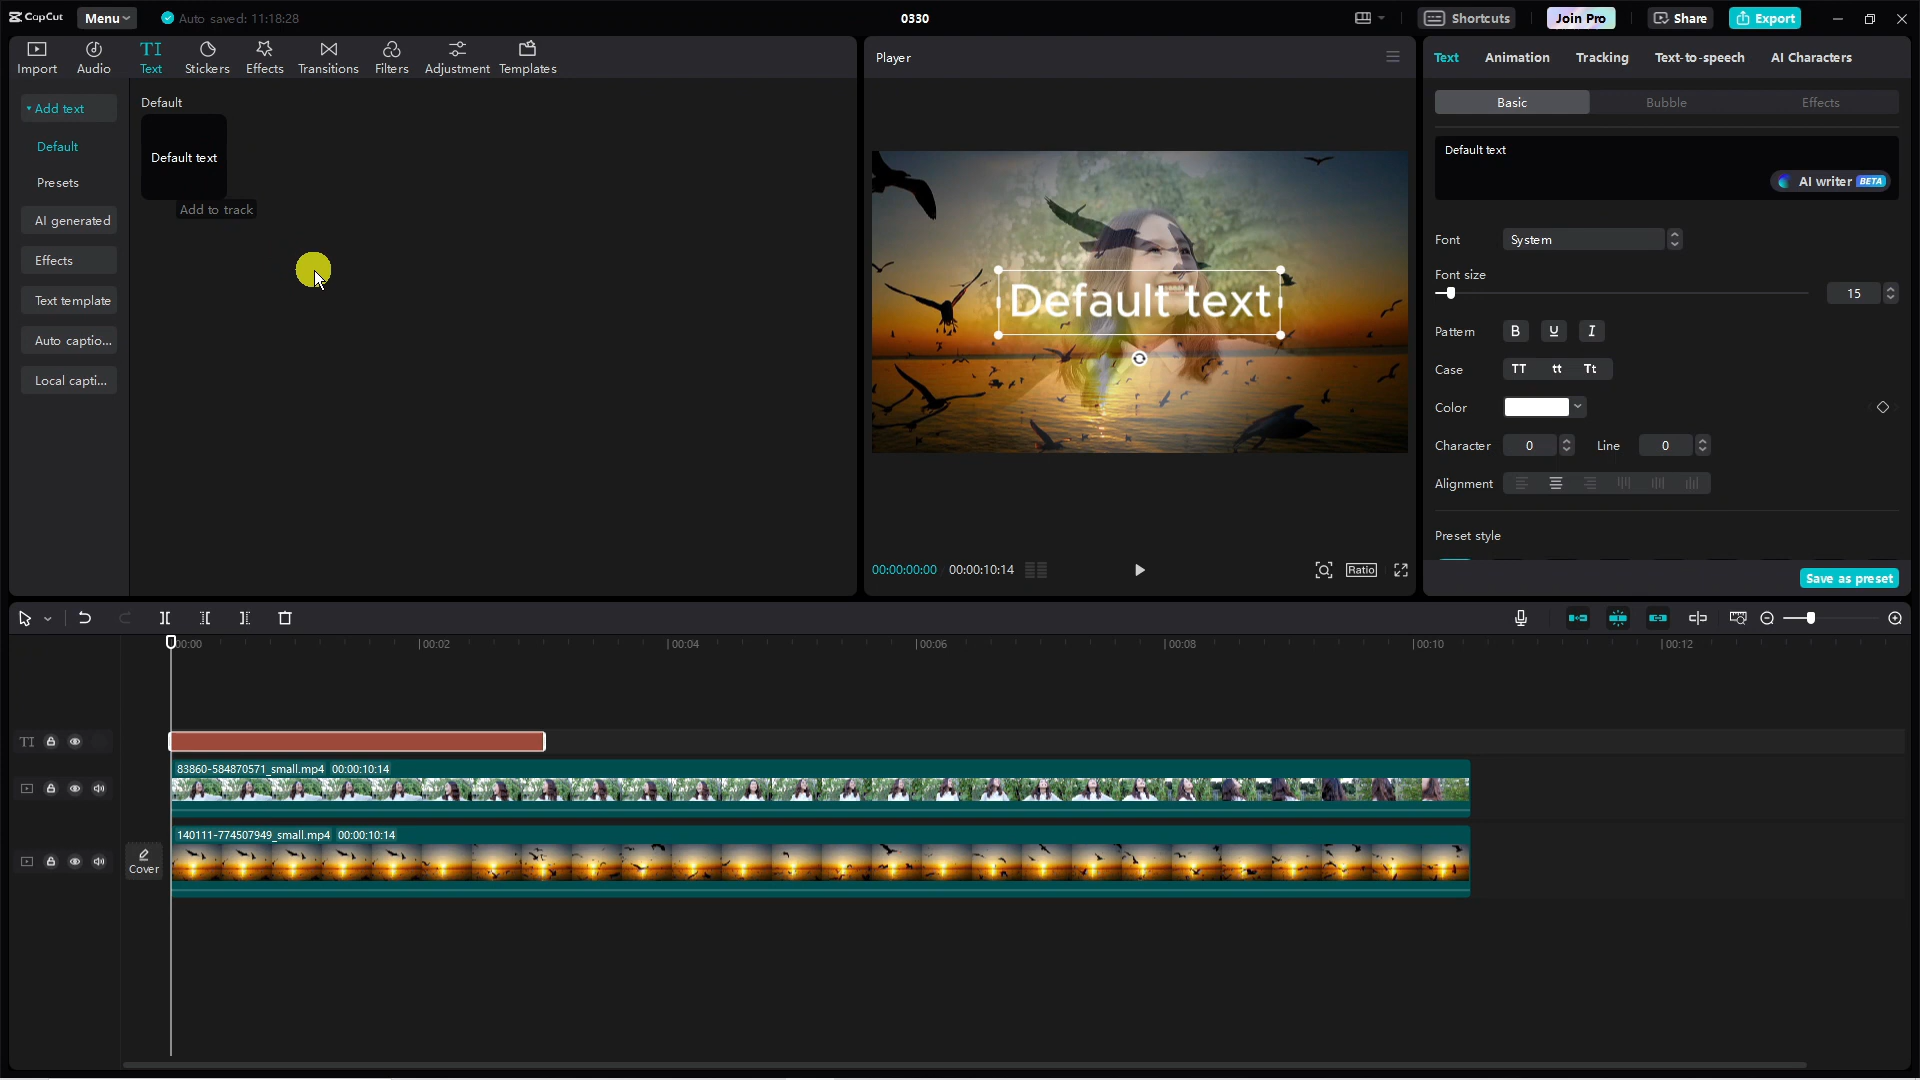 CapCut
Menu
Auto saved: 11:18:28
0330
Shortcuts
Join Pro
Share
Export
Import
Audio
TI
Text
Stickers
Effects
Transitions
Filters
Adjustment
Templates
Add text
Default
Presets
AI generated
Effects
Text template
Auto captio...
Local capti...
Default
Default text
Add to track
Player
Default text
00:00:00:00
00:00:10:14
Ratio
Text
Animation
Tracking
Text-to-speech
AI Characters
Basic
Bubble
Effects
Default text
AI writer BETA
Font
System
Font size
15
Pattern
B U I
Case
TT tt Tt
Color
Character
0
Line
0
Alignment
Preset style
Save as preset
00:00
00:02
00:04
00:06
00:08
00:10
00:12
TI
83860-584870571_small.mp4 00:00:10:14
140111-774507949_small.mp4 00:00:10:14
Cover